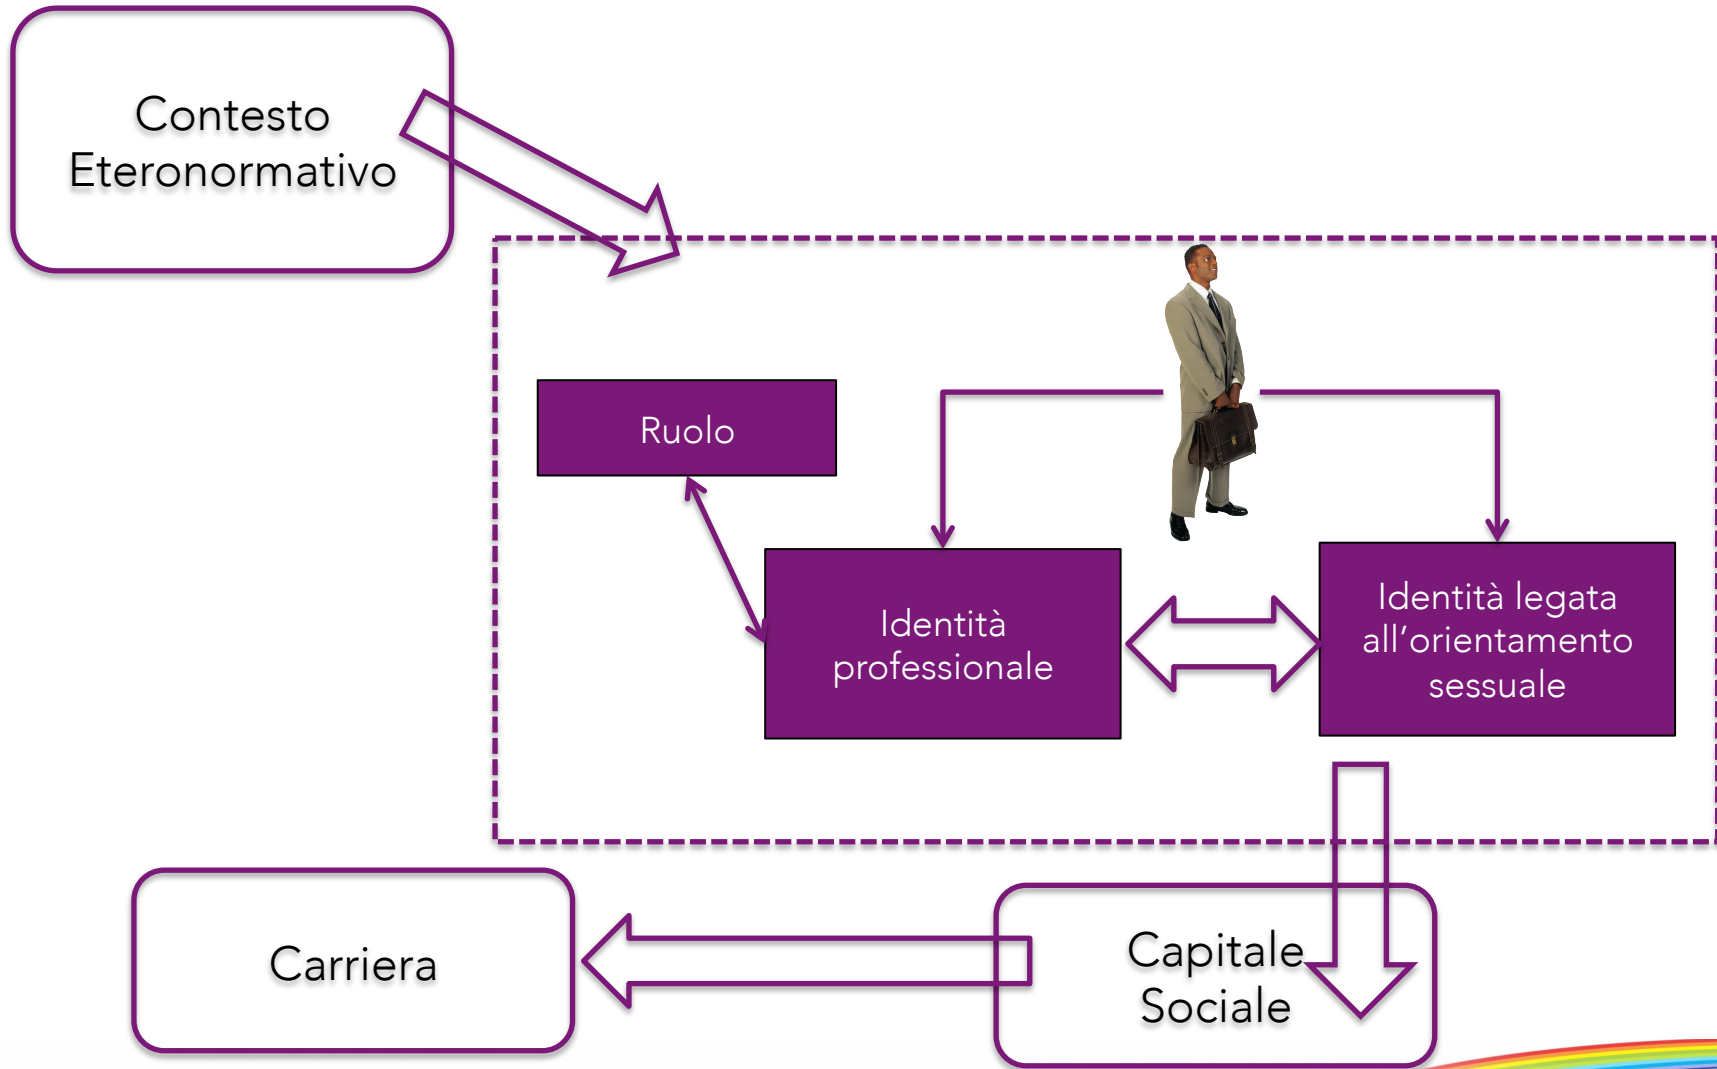 Contesto
Eteronormativo
Ruolo
Identità
professionale
Identità legata
all’orientamento
sessuale
Carriera
Capitale
Sociale